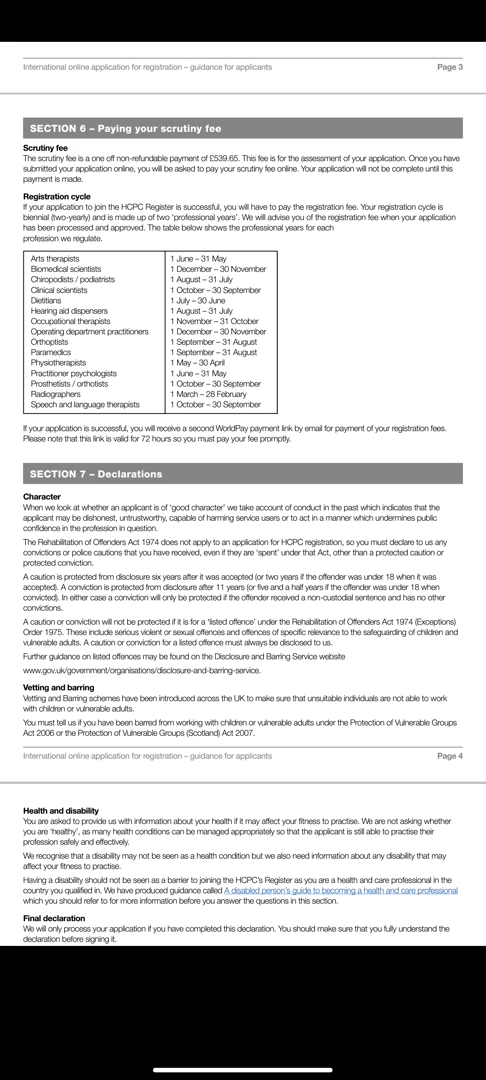 International online application for registration – guidance for applicants Page 3
SECTION 6 – Paying your scrutiny fee
Scrutiny fee
The scrutiny fee is a one off non-refundable payment of £539.65. This fee is for the assessment of your application. Once you have
submitted your application online, you will be asked to pay your scrutiny fee online. Your application will not be complete until this
payment is made.
Registration cycle
If your application to join the HCPC Register is successful, you will have to pay the registration fee. Your registration cycle is
biennial (two-yearly) and is made up of two ‘professional years’. We will advise you of the registration fee when your application
has been processed and approved. The table below shows the professional years for each
profession we regulate.
Arts therapists 1 June – 31 May
Biomedical scientists 1 December – 30 November
Chiropodists / podiatrists 1 August – 31 July
Clinical scientists 1 October – 30 September
Dietitians 1 July – 30 June
Hearing aid dispensers 1 August – 31 July
Occupational therapists 1 November – 31 October
Operating department practitioners 1 December – 30 November
Orthoptists 1 September – 31 August
Paramedics 1 September – 31 August
Physiotherapists 1 May – 30 April
Practitioner psychologists 1 June – 31 May
Prosthetists / orthotists 1 October – 30 September
Radiographers 1 March – 28 February
Speech and language therapists 1 October – 30 September
If your application is successful, you will receive a second WorldPay payment link by email for payment of your registration fees.
Please note that this link is valid for 72 hours so you must pay your fee promptly.
SECTION 7 – Declarations
Character
When we look at whether an applicant is of ‘good character’ we take account of conduct in the past which indicates that the
applicant may be dishonest, untrustworthy, capable of harming service users or to act in a manner which undermines public
confidence in the profession in question.
The Rehabilitation of Offenders Act 1974 does not apply to an application for HCPC registration, so you must declare to us any
convictions or police cautions that you have received, even if they are ‘spent’ under that Act, other than a protected caution or
protected conviction.
A caution is protected from disclosure six years after it was accepted (or two years if the offender was under 18 when it was
accepted). A conviction is protected from disclosure after 11 years (or five and a half years if the offender was under 18 when
convicted). In either case a conviction will only be protected if the offender received a non-custodial sentence and has no other
convictions.
A caution or conviction will not be protected if it is for a ‘listed offence’ under the Rehabilitation of Offenders Act 1974 (Exceptions)
Order 1975. These include serious violent or sexual offences and offences of specific relevance to the safeguarding of children and
vulnerable adults. A caution or conviction for a listed offence must always be disclosed to us.
Further guidance on listed offences may be found on the Disclosure and Barring Service website
www.gov.uk/government/organisations/disclosure-and-barring-service.
Vetting and barring
Vetting and Barring schemes have been introduced across the UK to make sure that unsuitable individuals are not able to work
with children or vulnerable adults.
You must tell us if you have been barred from working with children or vulnerable adults under the Protection of Vulnerable Groups
Act 2006 or the Protection of Vulnerable Groups (Scotland) Act 2007.
International online application for registration – guidance for applicants Page 4
Health and disability
You are asked to provide us with information about your health if it may affect your fitness to practise. We are not asking whether
you are ‘healthy’, as many health conditions can be managed appropriately so that the applicant is still able to practise their
profession safely and effectively.
We recognise that a disability may not be seen as a health condition but we also need information about any disability that may
affect your fitness to practise.
Having a disability should not be seen as a barrier to joining the HCPC’s Register as you are a health and care professional in the
country you qualified in. We have produced guidance called A disabled person’s guide to becoming a health and care professional
which you should refer to for more information before you answer the questions in this section.
Final declaration
We will only process your application if you have completed this declaration. You should make sure that you fully understand the
declaration before signing it.